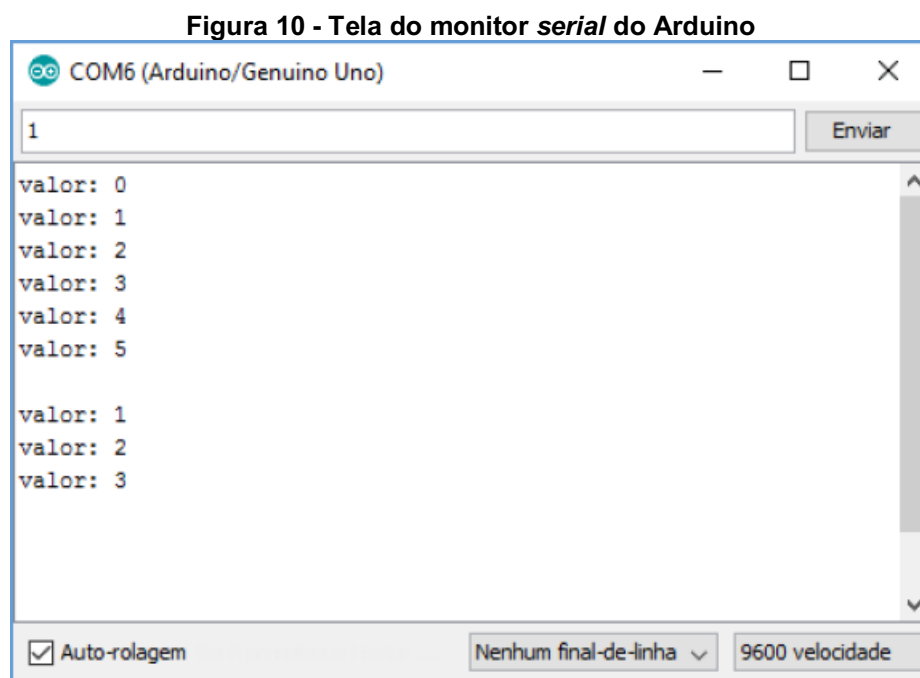 Figura 10 - Tela do monitor serial do Arduino
COM6 (Arduino/Genuino Uno)
1
Enviar
valor: 0
valor: 1
valor: 2
valor: 3
valor: 4
valor: 5
valor: 1
valor: 2
valor: 3
Auto-rolagem
Nenhum final-de-linha
9600 velocidade